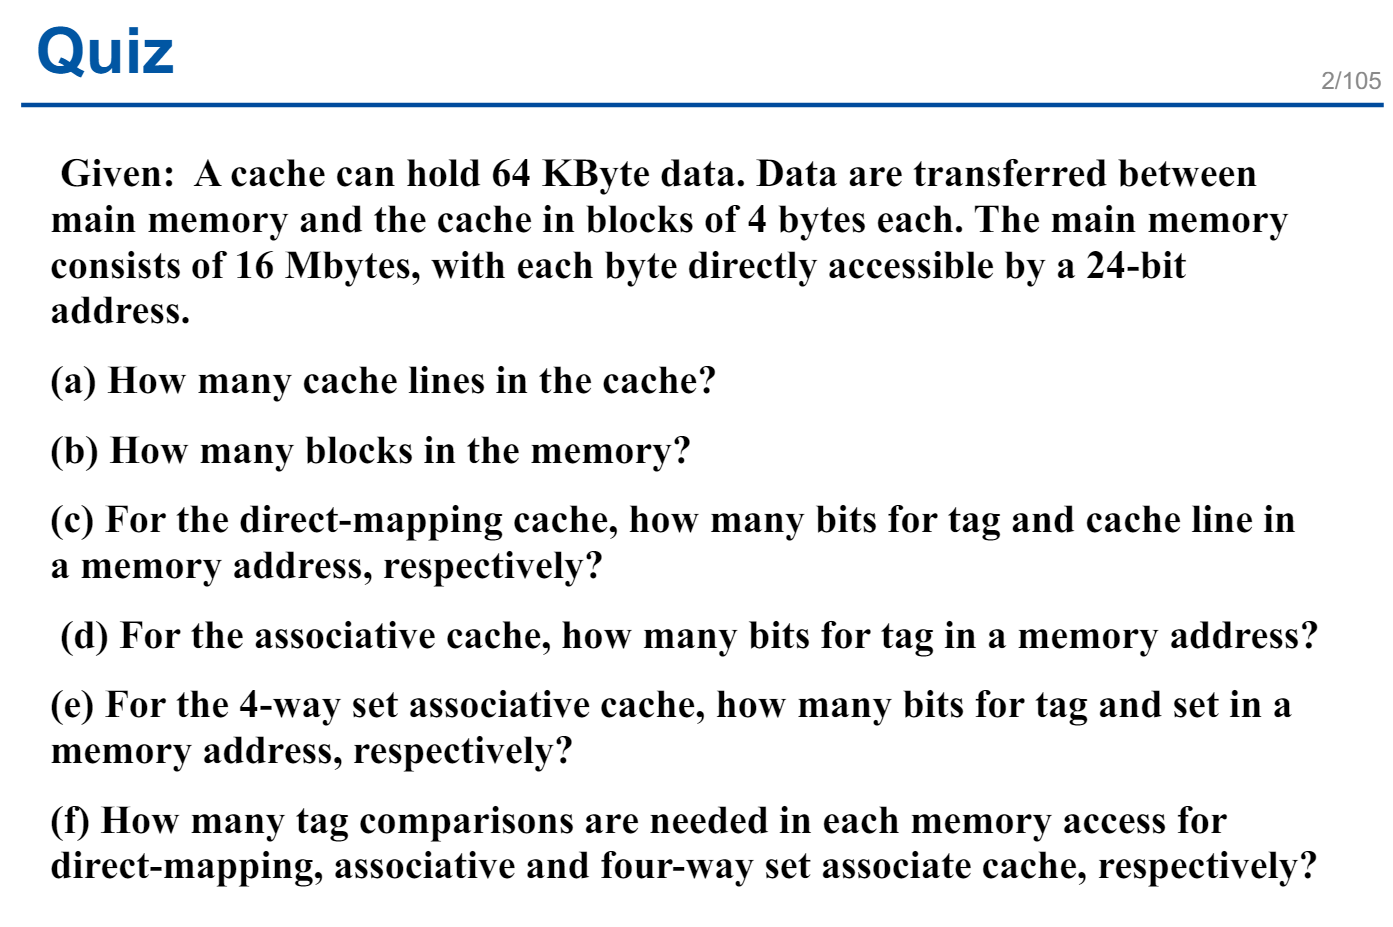 Quiz
2/105
Given: A cache can hold 64 KByte data. Data are transferred between
main memory and the cache in blocks of 4 bytes each. The main memory
consists of 16 Mbytes, with each byte directly accessible by a 24-bit
address.
(a) How many cache lines in the cache?
(b) How many blocks in the memory?
(c) For the direct-mapping cache, how many bits for tag and cache line in
a memory address, respectively?
(d) For the associative cache, how many bits for tag in a memory address?
(e) For the 4-way set associative cache, how many bits for tag and set in a
memory address, respectively?
(f) How many tag comparisons are needed in each memory access for
direct-mapping, associative and four-way set associate cache, respectively?